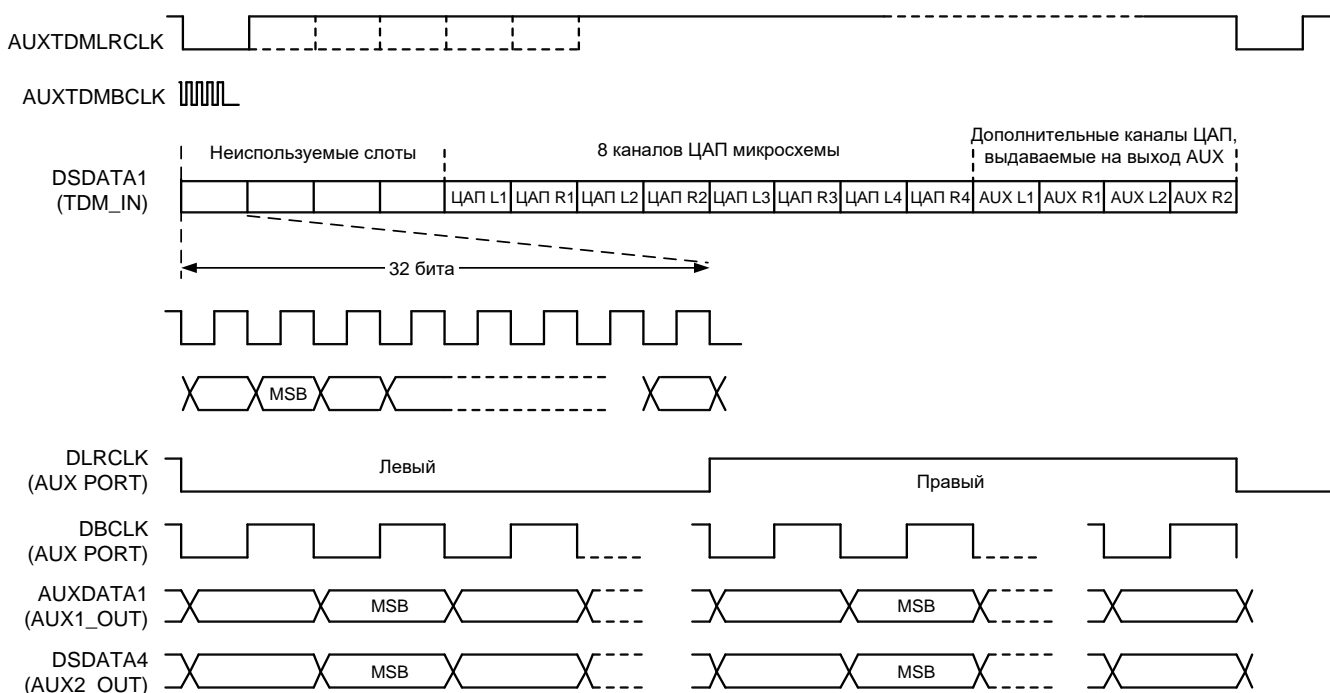 AUXTDMLRCLK
AUXTDMBCLK
Неиспользуемые слоты
8 каналов ЦАП микросхемы
Дополнительные каналы ЦАП,
выдаваемые на выход AUX
DSDATA1
(TDM_IN)
ЦАП L1 ЦАП R1 ЦАП L2 ЦАП R2 ЦАП L3 ЦАП R3 ЦАП L4 ЦАП R4 AUX L1 AUX R1 AUX L2 AUX R2
32 бита
MSB
DLRCLK
(AUX PORT)
Левый
Правый
DBCLK
(AUX PORT)
AUXDATA1
(AUX1_OUT)
MSB
MSB
DSDATA4
(AUX2_OUT)
MSB
MSB